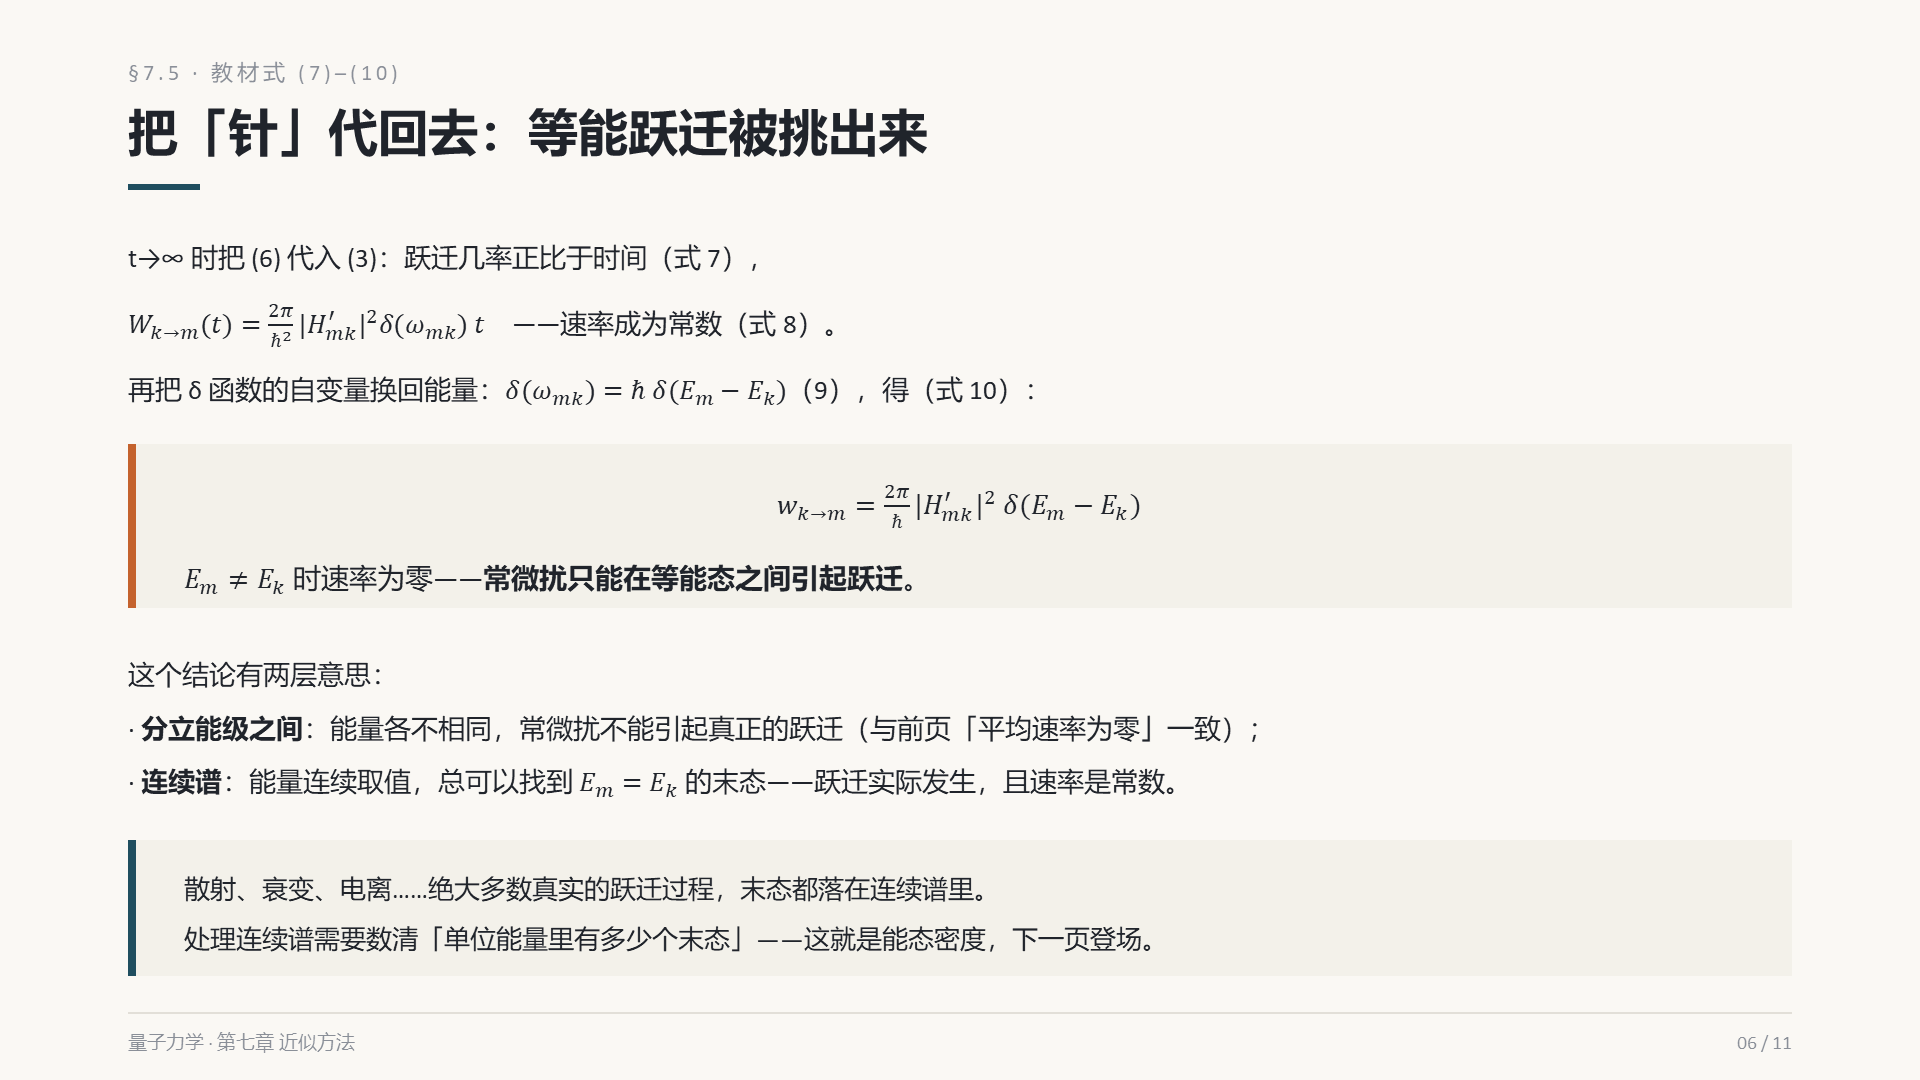 §7.5 · 教材式 (7)–(10)
把「针」代回去：等能跃迁被挑出来
t→∞ 时把 (6) 代入 (3)：跃迁几率正比于时间（式 7），
$W_{k→m}(t) = \frac{2π}{ℏ^2}|H'_{mk}|^2 δ(ω_{mk}) t$ ——速率成为常数（式 8）。
再把 δ 函数的自变量换回能量：$δ(ω_{mk}) = ℏ δ(E_m − E_k)$（9），得（式 10）：
$w_{k→m} = \frac{2π}{ℏ}|H'_{mk}|^2 δ(E_m − E_k)$
$E_m ≠ E_k$ 时速率为零——常微扰只能在等能态之间引起跃迁。
这个结论有两层意思：
· 分立能级之间：能量各不相同，常微扰不能引起真正的跃迁（与前页「平均速率为零」一致）；
· 连续谱：能量连续取值，总可以找到 $E_m = E_k$ 的末态——跃迁实际发生，且速率是常数。
散射、衰变、电离……绝大多数真实的跃迁过程，末态都落在连续谱里。
处理连续谱需要数清「单位能量里有多少个末态」——这就是能态密度，下一页登场。
量子力学 · 第七章 近似方法
06 / 11